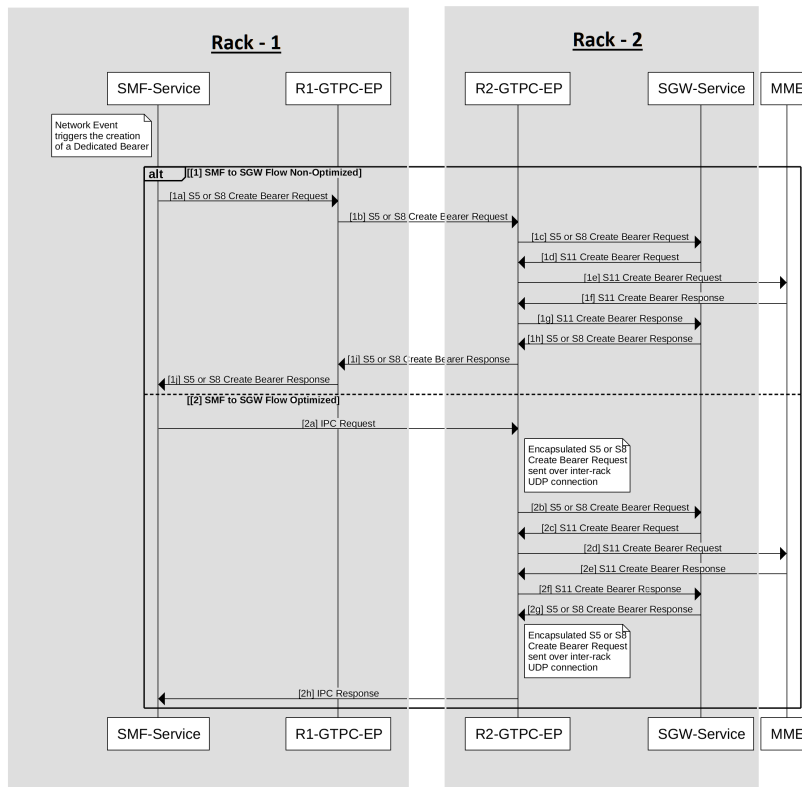 Rack - 1
Rack - 2
SMF-Service
R1-GTPC-EP
R2-GTPC-EP
SGW-Service
MME
Network Event
triggers the creation
of a Dedicated Bearer
alt
[[1] SMF to SGW Flow Non-Optimized]
[1a] S5 or S8 Create Bearer Request
[1b] S5 or S8 Create Bearer Request
[1c] S5 or S8 Create Bearer Request
[1d] S11 Create Bearer Request
[1e] S11 Create Bearer Request
[1f] S11 Create Bearer Response
[1g] S11 Create Bearer Response
[1h] S5 or S8 Create Bearer Response
[1i] S5 or S8 Create Bearer Response
[1j] S5 or S8 Create Bearer Response
[[2] SMF to SGW Flow Optimized]
[2a] IPC Request
Encapsulated S5 or S8
Create Bearer Request
sent over inter-rack
UDP connection
[2b] S5 or S8 Create Bearer Request
[2c] S11 Create Bearer Request
[2d] S11 Create Bearer Request
[2e] S11 Create Bearer Response
[2f] S11 Create Bearer Response
[2g] S5 or S8 Create Bearer Response
Encapsulated S5 or S8
Create Bearer Request
sent over inter-rack
UDP connection
[2h] IPC Response
SMF-Service
R1-GTPC-EP
R2-GTPC-EP
SGW-Service
MME